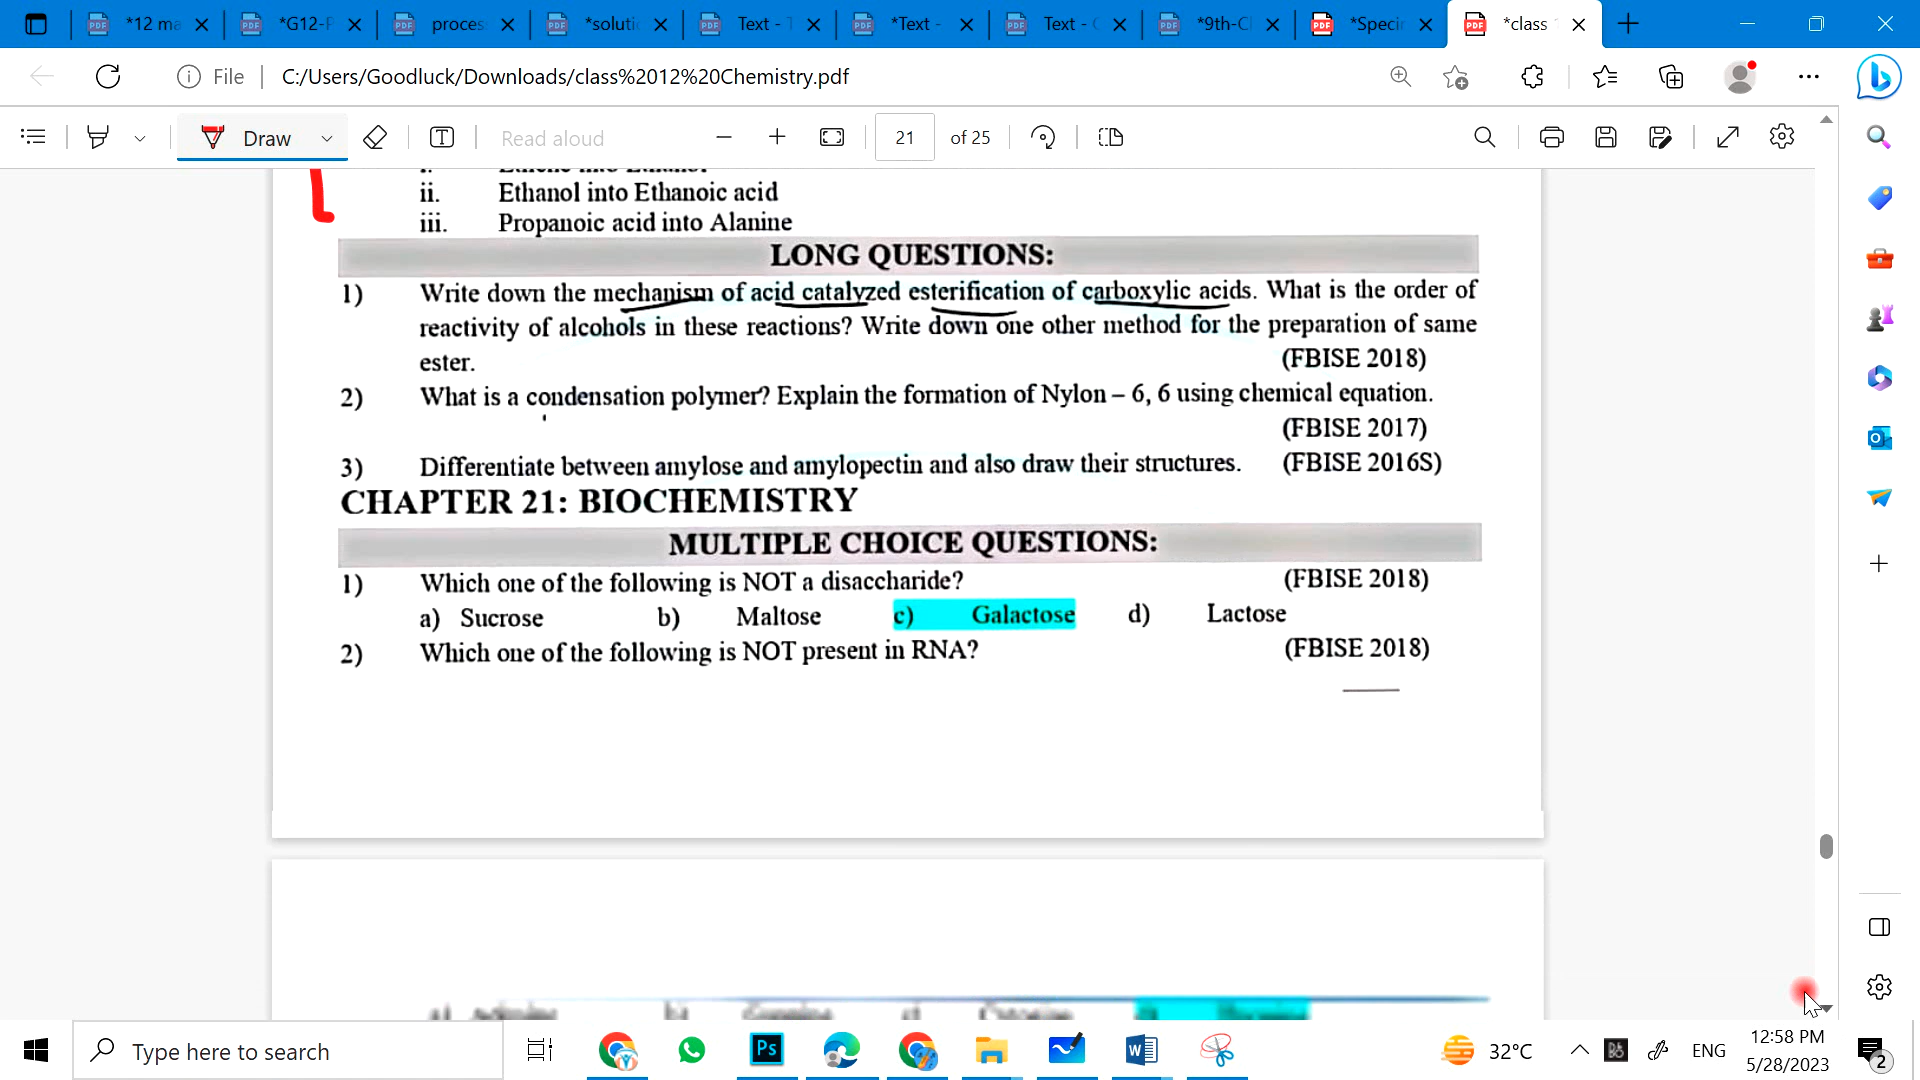 *12 ma
*G12-P
proces
*soluti
Text - T
*Text -
Text - C
*9th-Cl
*Specim
*class 1
File
C:/Users/Goodluck/Downloads/class%2012%20Chemistry.pdf
Draw
Read aloud
21
of 25
ii. Ethanol into Ethanoic acid
iii. Propanoic acid into Alanine
LONG QUESTIONS:
1) Write down the mechanism of acid catalyzed esterification of carboxylic acids. What is the order of
reactivity of alcohols in these reactions? Write down one other method for the preparation of same
ester. (FBISE 2018)
2) What is a condensation polymer? Explain the formation of Nylon – 6, 6 using chemical equation.
(FBISE 2017)
3) Differentiate between amylose and amylopectin and also draw their structures. (FBISE 2016S)
CHAPTER 21: BIOCHEMISTRY
MULTIPLE CHOICE QUESTIONS:
1) Which one of the following is NOT a disaccharide? (FBISE 2018)
a) Sucrose b) Maltose c) Galactose d) Lactose
2) Which one of the following is NOT present in RNA? (FBISE 2018)
Type here to search
Ps
32°C
ENG
12:58 PM
5/28/2023
2